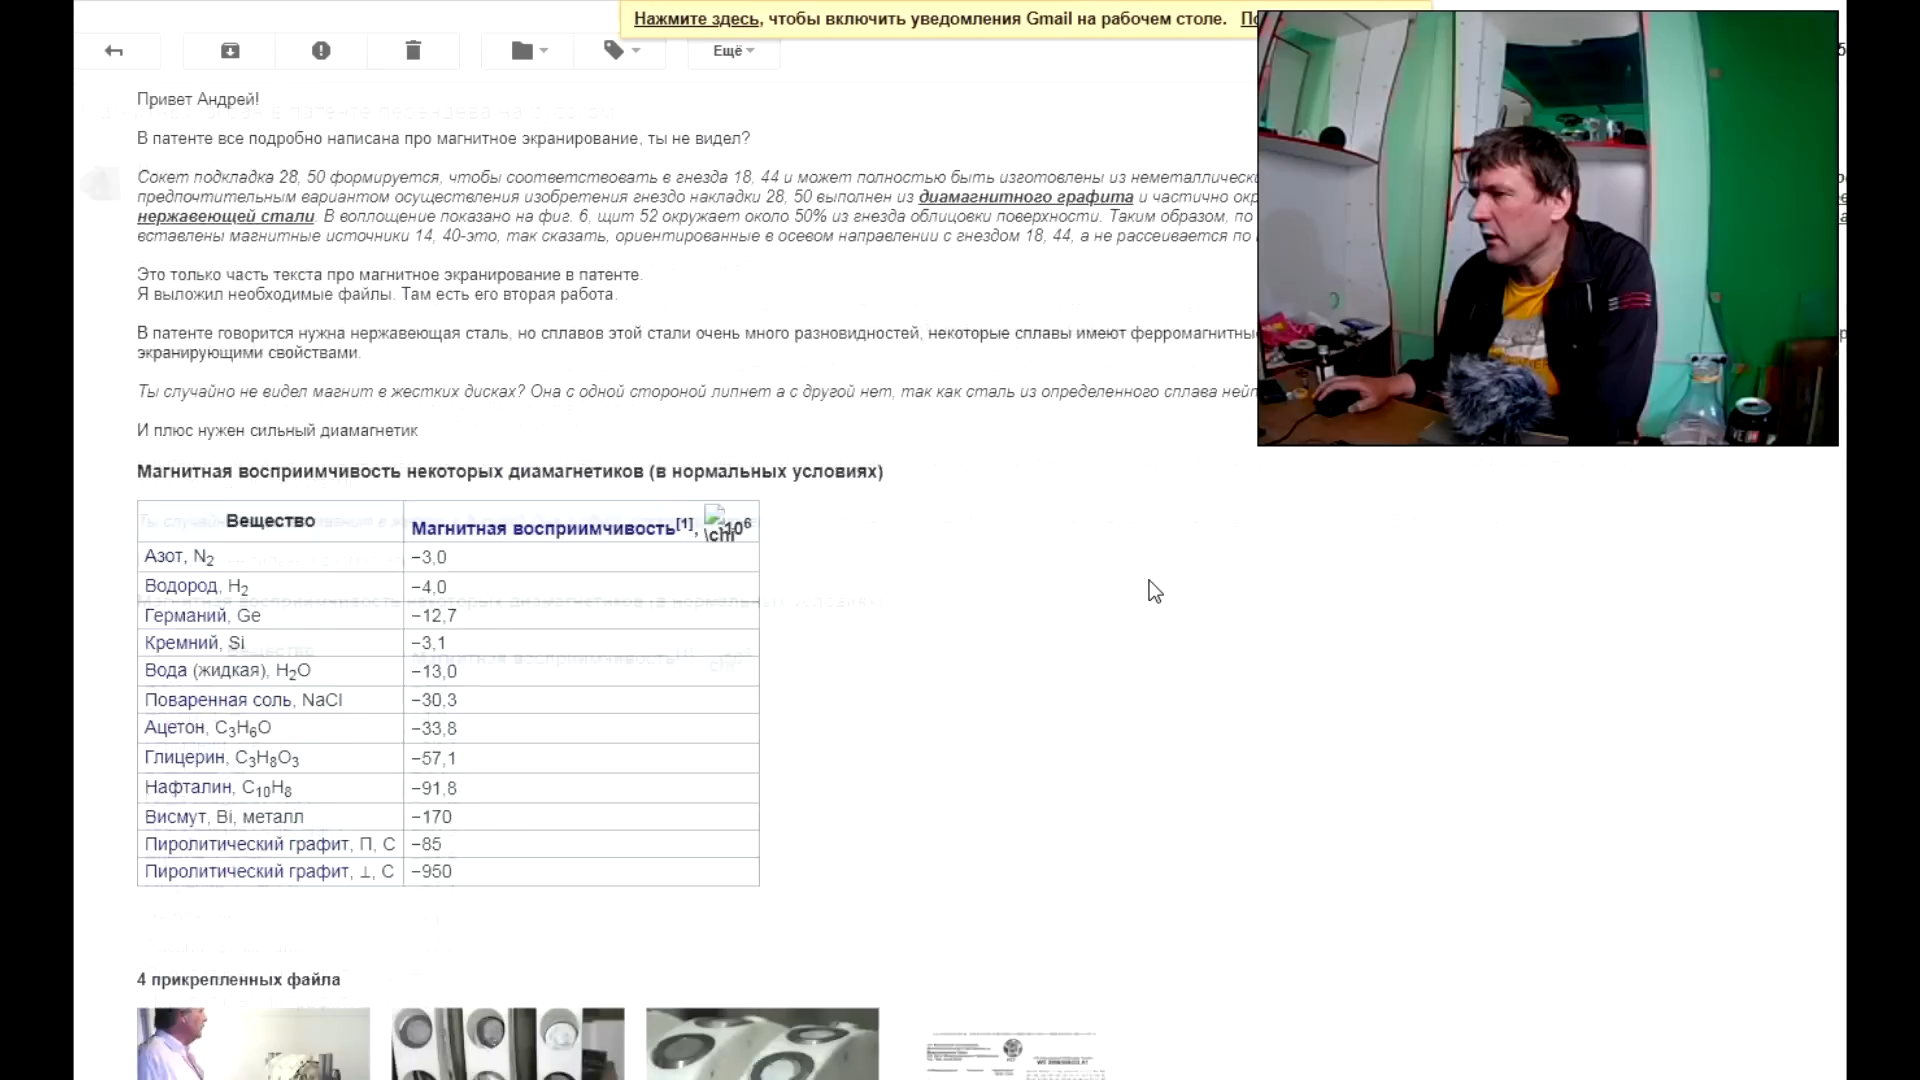 Нажмите здесь, чтобы включить уведомления Gmail на рабочем столе.
Ещё
Привет Андрей!
В патенте все подробно написана про магнитное экранирование, ты не видел?
Сокет подкладка 28, 50 формируется, чтобы соответствовать в гнезда 18, 44 и может полностью быть изготовлены из
предпочтительным вариантом осуществления изобретения гнездо накладки 28, 50 выполнен из диамагнитного графита и частично
нержавеющей стали. В воплощение показано на фиг. 6, щит 52 окружает около 50% из гнезда облицовки поверхности. Таким образом, по
вставлены магнитные источники 14, 40-это, так сказать, ориентированные в осевом направлении с гнездом 18, 44, а не рассеивается по
Это только часть текста про магнитное экранирование в патенте.
Я выложил необходимые файлы. Там есть его вторая работа.
В патенте говорится нужна нержавеющая сталь, но сплавов этой стали очень много разновидностей, некоторые сплавы имеют
экранирующими свойствами.
Ты случайно не видел магнит в жестких дисках? Она с одной стороной липнет а с другой нет, так как сталь из определенного сплава
И плюс нужен сильный диамагнетик
Магнитная восприимчивость некоторых диамагнетиков (в нормальных условиях)
Вещество Магнитная восприимчивость[1], \chi ·10⁶
Азот, N₂ −3,0
Водород, H₂ −4,0
Германий, Ge −12,7
Кремний, Si −3,1
Вода (жидкая), H₂O −13,0
Поваренная соль, NaCl −30,3
Ацетон, C₃H₆O −33,8
Глицерин, C₃H₈O₃ −57,1
Нафталин, C₁₀H₈ −91,8
Висмут, Bi, металл −170
Пиролитический графит, П, C −85
Пиролитический графит, ⊥, C −950
4 прикрепленных файла